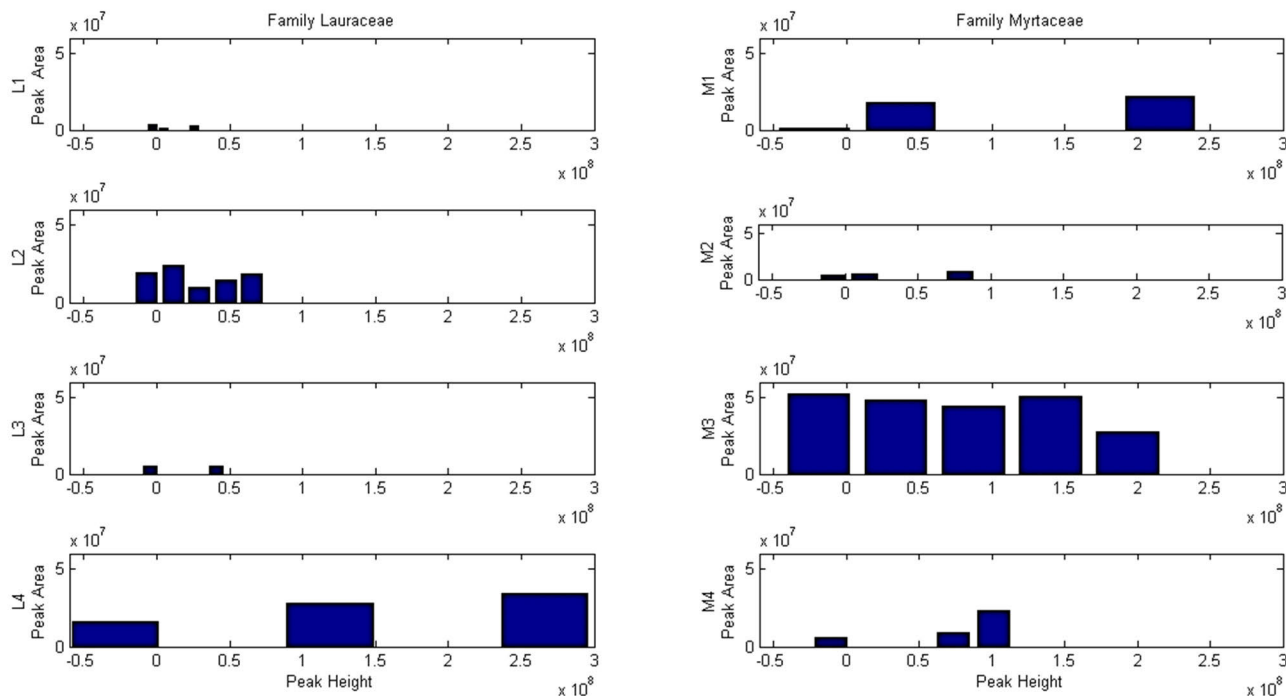 Family Lauraceae
x 10^7
L1
Peak Area
5
0
-0.5 0 0.5 1 1.5 2 2.5 3
x 10^8
x 10^7
L2
Peak Area
5
0
-0.5 0 0.5 1 1.5 2 2.5 3
x 10^8
x 10^7
L3
Peak Area
5
0
-0.5 0 0.5 1 1.5 2 2.5 3
x 10^8
x 10^7
L4
Peak Area
5
0
-0.5 0 0.5 1 1.5 2 2.5 3
Peak Height
x 10^8
Family Myrtaceae
x 10^7
M1
Peak Area
5
0
-0.5 0 0.5 1 1.5 2 2.5 3
x 10^8
x 10^7
M2
Peak Area
5
0
-0.5 0 0.5 1 1.5 2 2.5 3
x 10^8
x 10^7
M3
Peak Area
5
0
-0.5 0 0.5 1 1.5 2 2.5 3
x 10^8
x 10^7
M4
Peak Area
5
0
-0.5 0 0.5 1 1.5 2 2.5 3
Peak Height
x 10^8